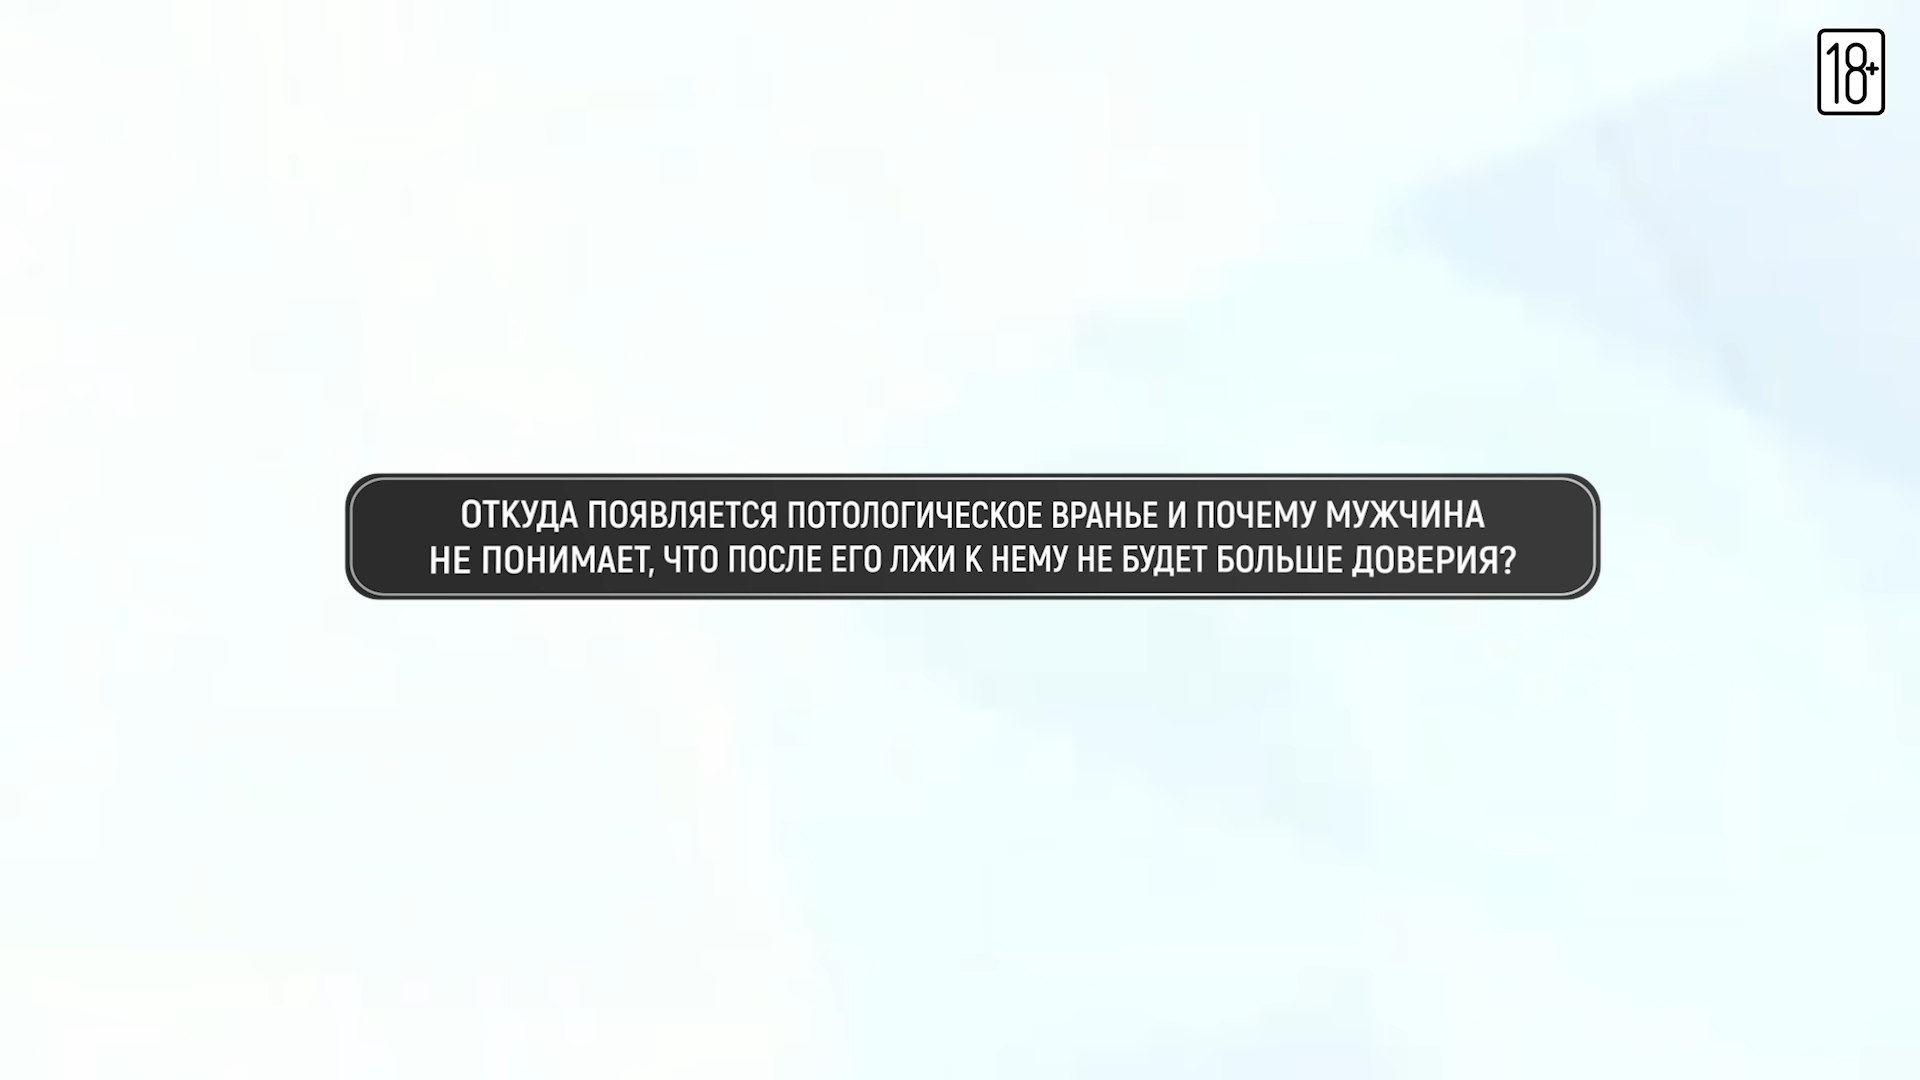 18+
ОТКУДА ПОЯВЛЯЕТСЯ ПОТОЛОГИЧЕСКОЕ ВРАНЬЕ И ПОЧЕМУ МУЖЧИНА
НЕ ПОНИМАЕТ, ЧТО ПОСЛЕ ЕГО ЛЖИ К НЕМУ НЕ БУДЕТ БОЛЬШЕ ДОВЕРИЯ?